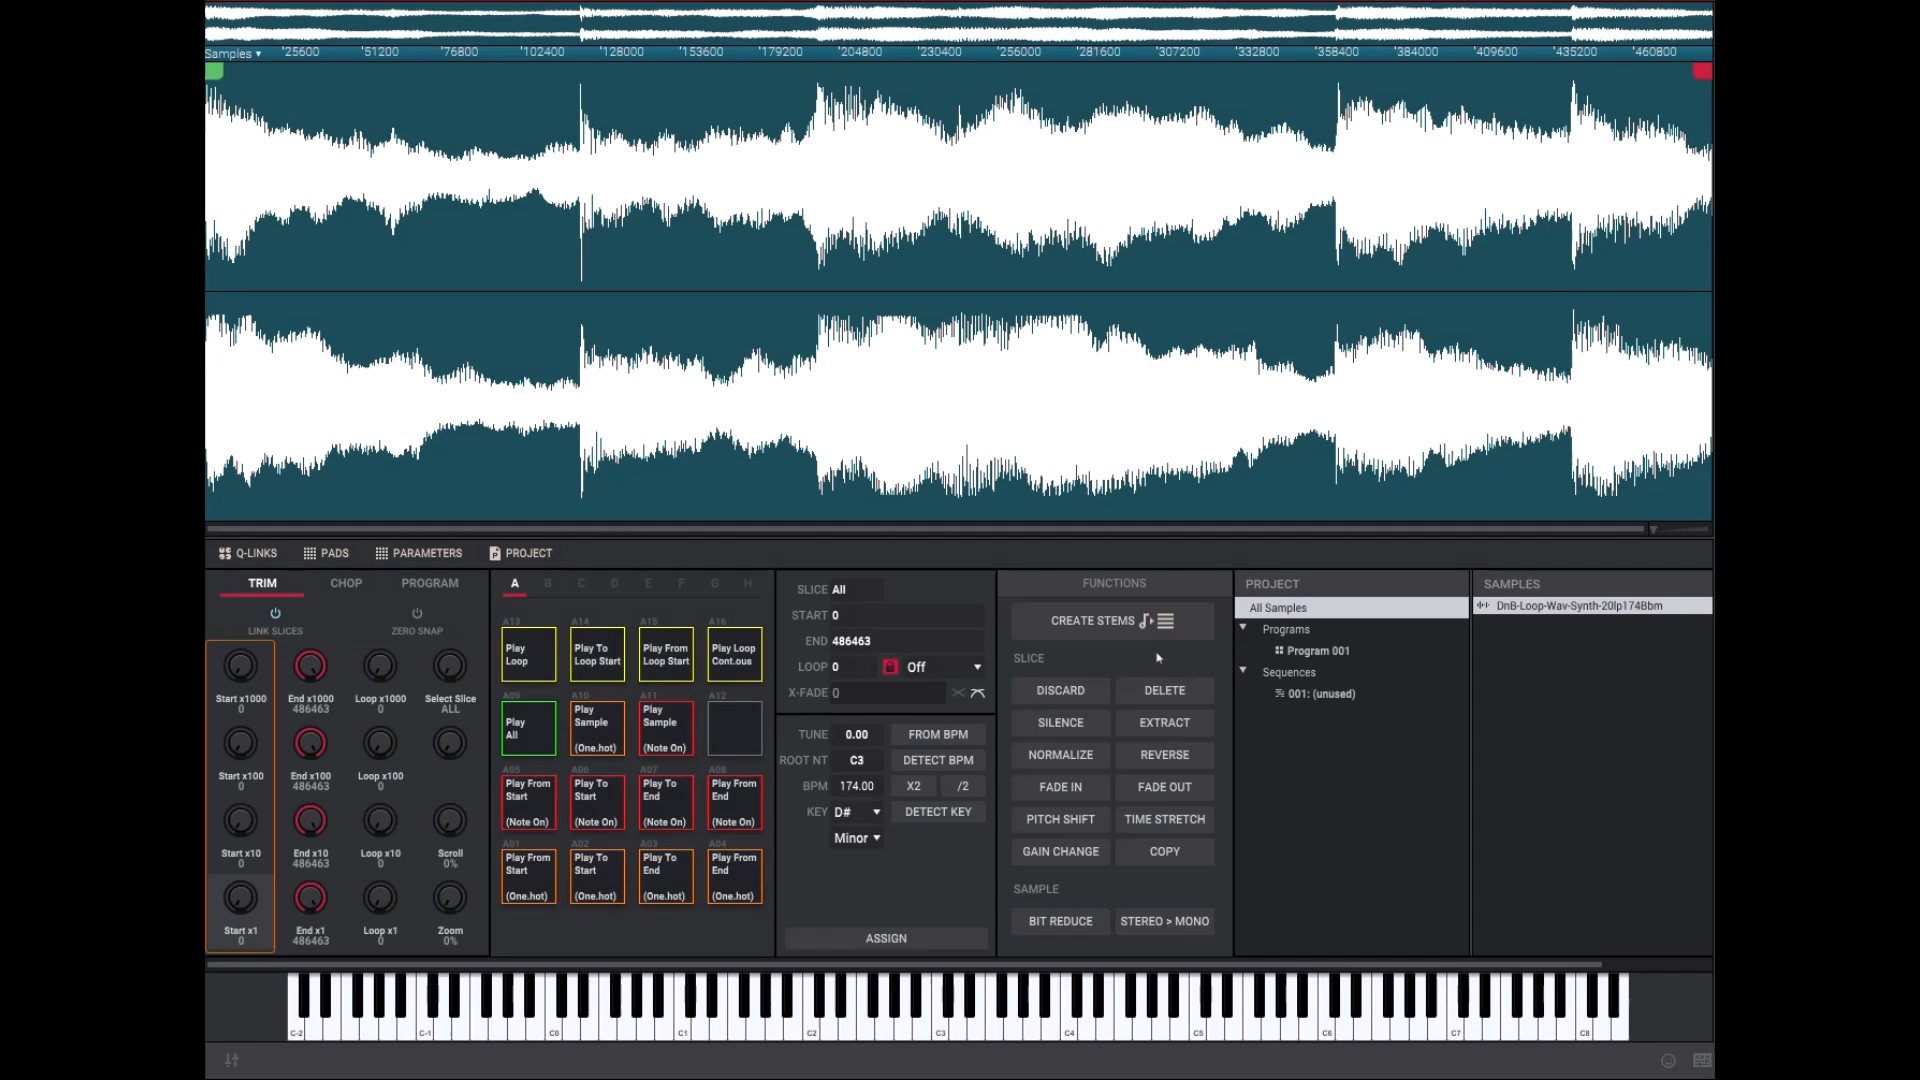 Samples ▾
'25600 '51200 '76800 '102400 '128000 '153600 '179200 '204800 '230400 '256000 '281600 '307200 '332800 '358400 '384000 '409600 '435200 '460800
Q-LINKS PADS PARAMETERS PROJECT
TRIM CHOP PROGRAM
LINK SLICES ZERO SNAP
Start x1000 End x1000 Loop x1000 Select Slice
0 486463 0 ALL
Start x100 End x100 Loop x100
0 486463 0
Start x10 End x10 Loop x10 Scroll
0 486463 0 0%
Start x1 End x1 Loop x1 Zoom
0 486463 0 0%
A B C D E F G H
A13 A14 A15 A16
Play Loop
Play To Loop Start
Play From Loop Start
Play Loop Cont.ous
A09 A10 A11 A12
Play All
Play Sample (One.hot)
Play Sample (Note On)
A05 A06 A07 A08
Play From Start (Note On)
Play To Start (Note On)
Play To End (Note On)
Play From End (Note On)
A01 A02 A03 A04
Play From Start (One.hot)
Play To Start (One.hot)
Play To End (One.hot)
Play From End (One.hot)
SLICE All
START 0
END 486463
LOOP 0 Off
X-FADE 0
TUNE 0.00 FROM BPM
ROOT NT C3 DETECT BPM
BPM 174.00 X2 /2
KEY D# DETECT KEY
Minor
ASSIGN
FUNCTIONS
CREATE STEMS
SLICE
DISCARD DELETE
SILENCE EXTRACT
NORMALIZE REVERSE
FADE IN FADE OUT
PITCH SHIFT TIME STRETCH
GAIN CHANGE COPY
SAMPLE
BIT REDUCE STEREO > MONO
PROJECT
All Samples
Programs
Program 001
Sequences
001: (unused)
SAMPLES
DnB-Loop-Wav-Synth-20lp174Bbm
C-2 C-1 C0 C1 C2 C3 C4 C5 C6 C7 C8